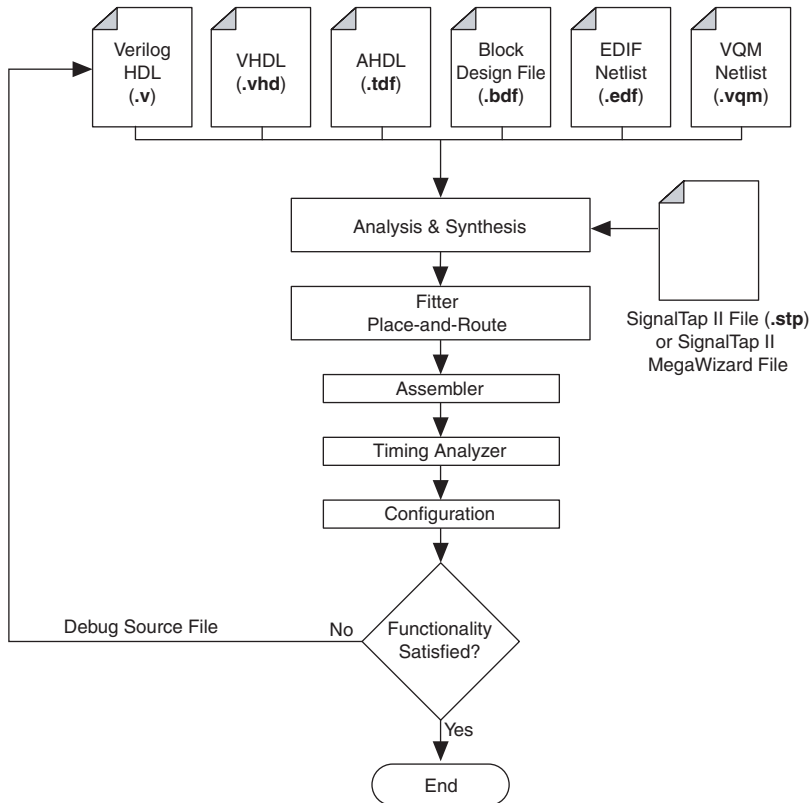 Verilog
HDL
(.v)
VHDL
(.vhd)
AHDL
(.tdf)
Block
Design File
(.bdf)
EDIF
Netlist
(.edf)
VQM
Netlist
(.vqm)
Analysis & Synthesis
Fitter
Place-and-Route
SignalTap II File (.stp)
or SignalTap II
MegaWizard File
Assembler
Timing Analyzer
Configuration
Debug Source File
No
Functionality
Satisfied?
Yes
End